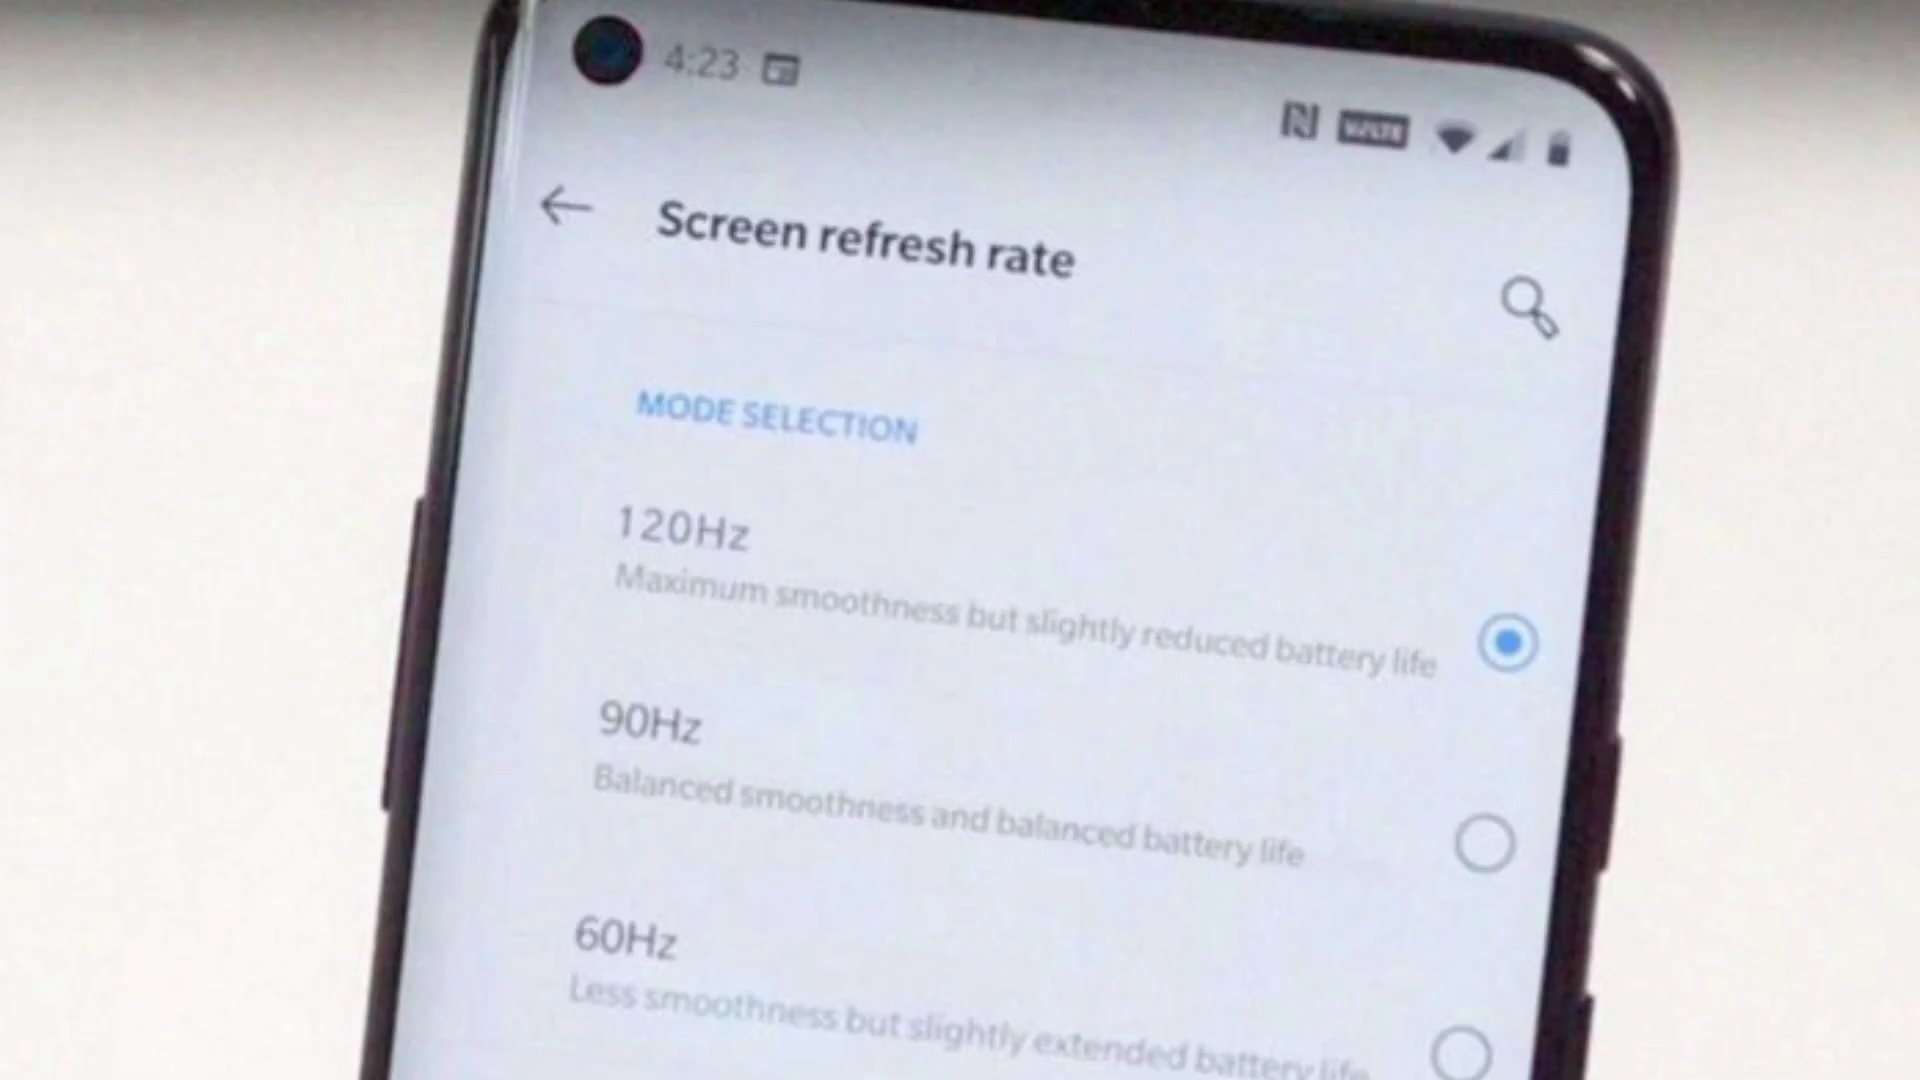 4:23
VoLTE
Screen refresh rate
MODE SELECTION
120Hz
Maximum smoothness but slightly reduced battery life
90Hz
Balanced smoothness and balanced battery life
60Hz
Less smoothness but slightly extended battery life